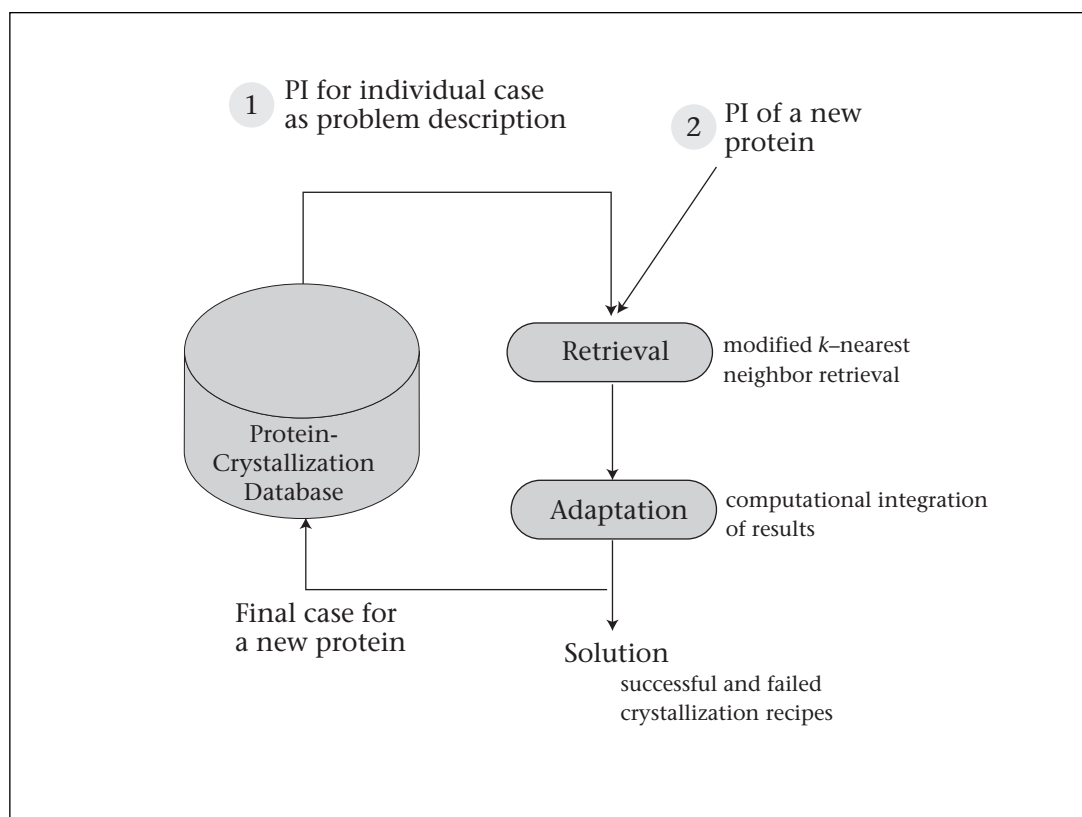 1
PI for individual case
as problem description
2
PI of a new
protein
Retrieval
modified k–nearest
neighbor retrieval
Protein-
Crystallization
Database
Adaptation
computational integration
of results
Final case for
a new protein
Solution
successful and failed
crystallization recipes